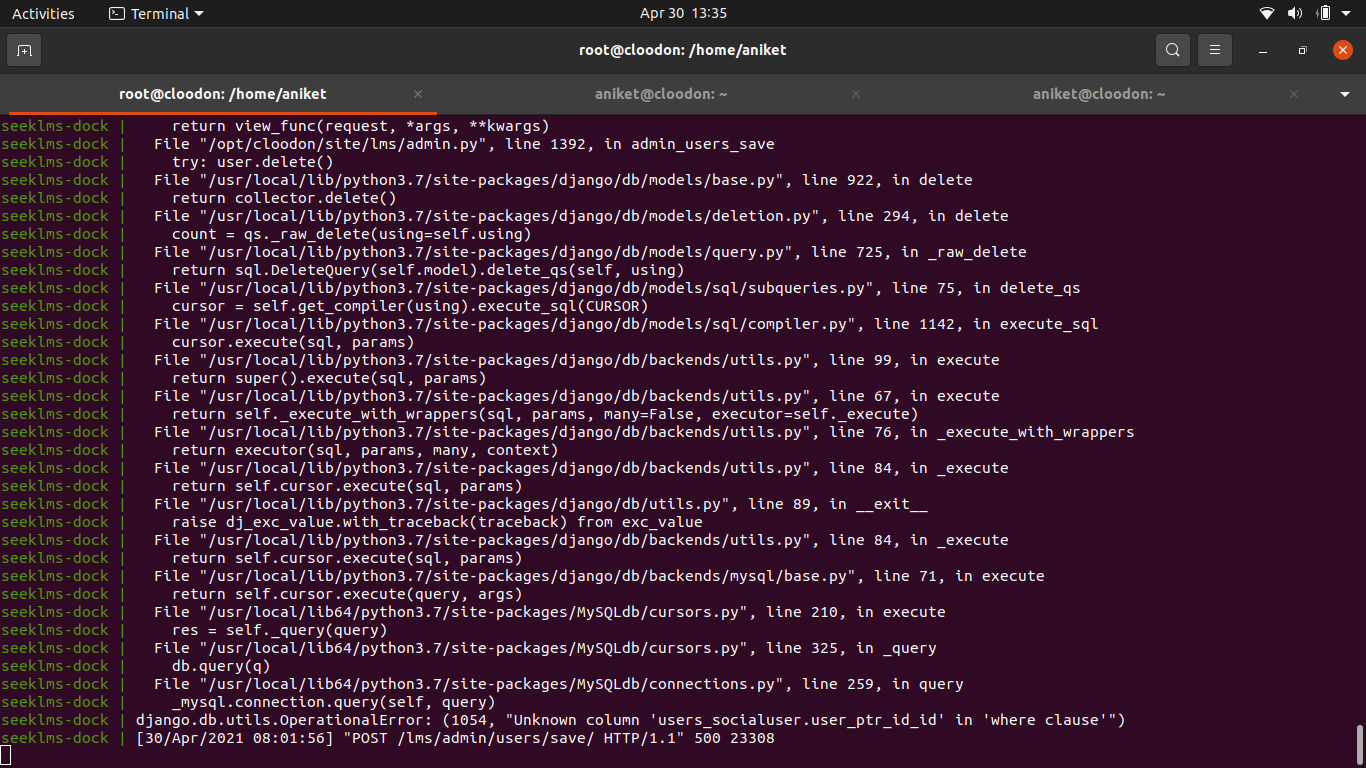 Activities Terminal Apr 30 13:35
root@cloodon: /home/aniket
root@cloodon: /home/aniket aniket@cloodon: ~ aniket@cloodon: ~
seeklms-dock |     return view_func(request, *args, **kwargs)
seeklms-dock |   File "/opt/cloodon/site/lms/admin.py", line 1392, in admin_users_save
seeklms-dock |     try: user.delete()
seeklms-dock |   File "/usr/local/lib/python3.7/site-packages/django/db/models/base.py", line 922, in delete
seeklms-dock |     return collector.delete()
seeklms-dock |   File "/usr/local/lib/python3.7/site-packages/django/db/models/deletion.py", line 294, in delete
seeklms-dock |     count = qs._raw_delete(using=self.using)
seeklms-dock |   File "/usr/local/lib/python3.7/site-packages/django/db/models/query.py", line 725, in _raw_delete
seeklms-dock |     return sql.DeleteQuery(self.model).delete_qs(self, using)
seeklms-dock |   File "/usr/local/lib/python3.7/site-packages/django/db/models/sql/subqueries.py", line 75, in delete_qs
seeklms-dock |     cursor = self.get_compiler(using).execute_sql(CURSOR)
seeklms-dock |   File "/usr/local/lib/python3.7/site-packages/django/db/models/sql/compiler.py", line 1142, in execute_sql
seeklms-dock |     cursor.execute(sql, params)
seeklms-dock |   File "/usr/local/lib/python3.7/site-packages/django/db/backends/utils.py", line 99, in execute
seeklms-dock |     return super().execute(sql, params)
seeklms-dock |   File "/usr/local/lib/python3.7/site-packages/django/db/backends/utils.py", line 67, in execute
seeklms-dock |     return self._execute_with_wrappers(sql, params, many=False, executor=self._execute)
seeklms-dock |   File "/usr/local/lib/python3.7/site-packages/django/db/backends/utils.py", line 76, in _execute_with_wrappers
seeklms-dock |     return executor(sql, params, many, context)
seeklms-dock |   File "/usr/local/lib/python3.7/site-packages/django/db/backends/utils.py", line 84, in _execute
seeklms-dock |     return self.cursor.execute(sql, params)
seeklms-dock |   File "/usr/local/lib/python3.7/site-packages/django/db/utils.py", line 89, in __exit__
seeklms-dock |     raise dj_exc_value.with_traceback(traceback) from exc_value
seeklms-dock |   File "/usr/local/lib/python3.7/site-packages/django/db/backends/utils.py", line 84, in _execute
seeklms-dock |     return self.cursor.execute(sql, params)
seeklms-dock |   File "/usr/local/lib/python3.7/site-packages/django/db/backends/mysql/base.py", line 71, in execute
seeklms-dock |     return self.cursor.execute(query, args)
seeklms-dock |   File "/usr/local/lib64/python3.7/site-packages/MySQLdb/cursors.py", line 210, in execute
seeklms-dock |     res = self._query(query)
seeklms-dock |   File "/usr/local/lib64/python3.7/site-packages/MySQLdb/cursors.py", line 325, in _query
seeklms-dock |     db.query(q)
seeklms-dock |   File "/usr/local/lib64/python3.7/site-packages/MySQLdb/connections.py", line 259, in query
seeklms-dock |     _mysql.connection.query(self, query)
seeklms-dock | django.db.utils.OperationalError: (1054, "Unknown column 'users_socialuser.user_ptr_id_id' in 'where clause'")
seeklms-dock | [30/Apr/2021 08:01:56] "POST /lms/admin/users/save/ HTTP/1.1" 500 23308